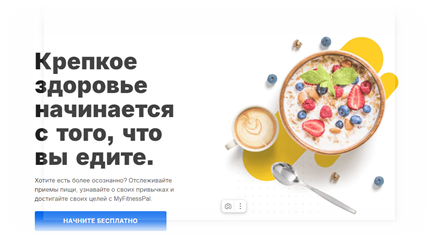 Крепкое
здоровье
начинается
с того, что
вы едите.
Хотите есть более осознанно? Отслеживайте
приемы пищи, узнавайте о своих привычках и
достигайте своих целей с MyFitnessPal.
НАЧНИТЕ БЕСПЛАТНО